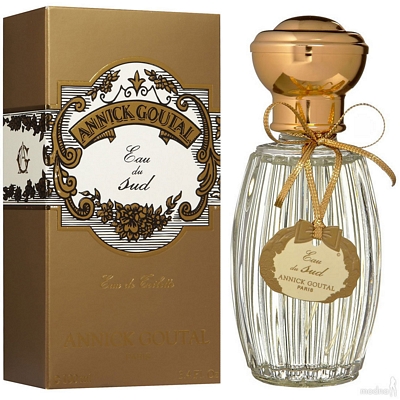 ANNICK GOUTAL
Eau
du
Sud
Eau de Toilette
ANNICK GOUTAL
Eau
du
Sud
ANNICK GOUTAL
PARIS